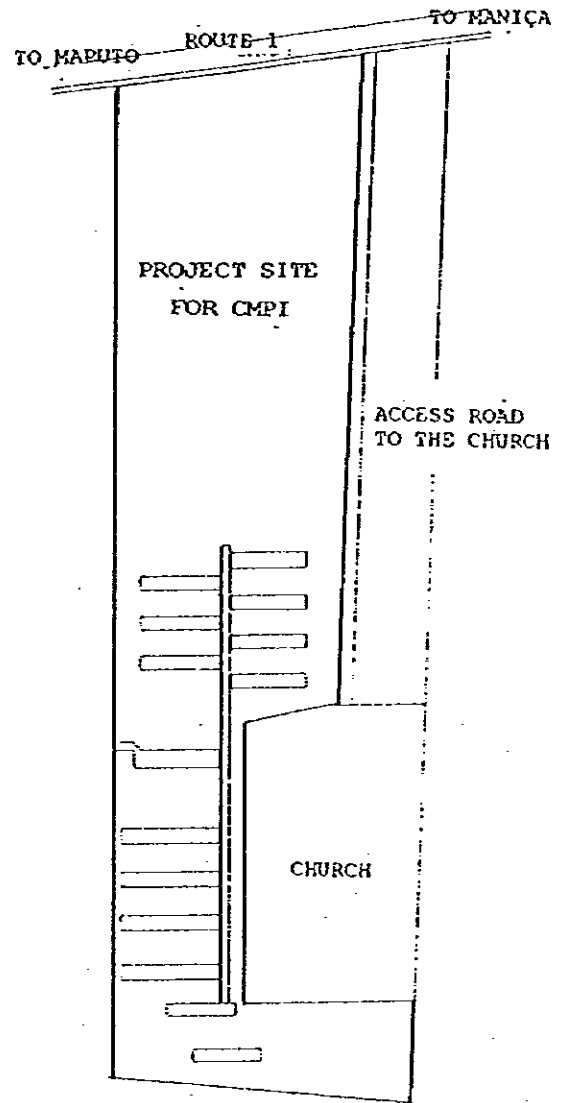 TO MANIÇA
ROUTE 1
TO MAPUTO
PROJECT SITE
FOR CMPI
ACCESS ROAD
TO THE CHURCH
CHURCH